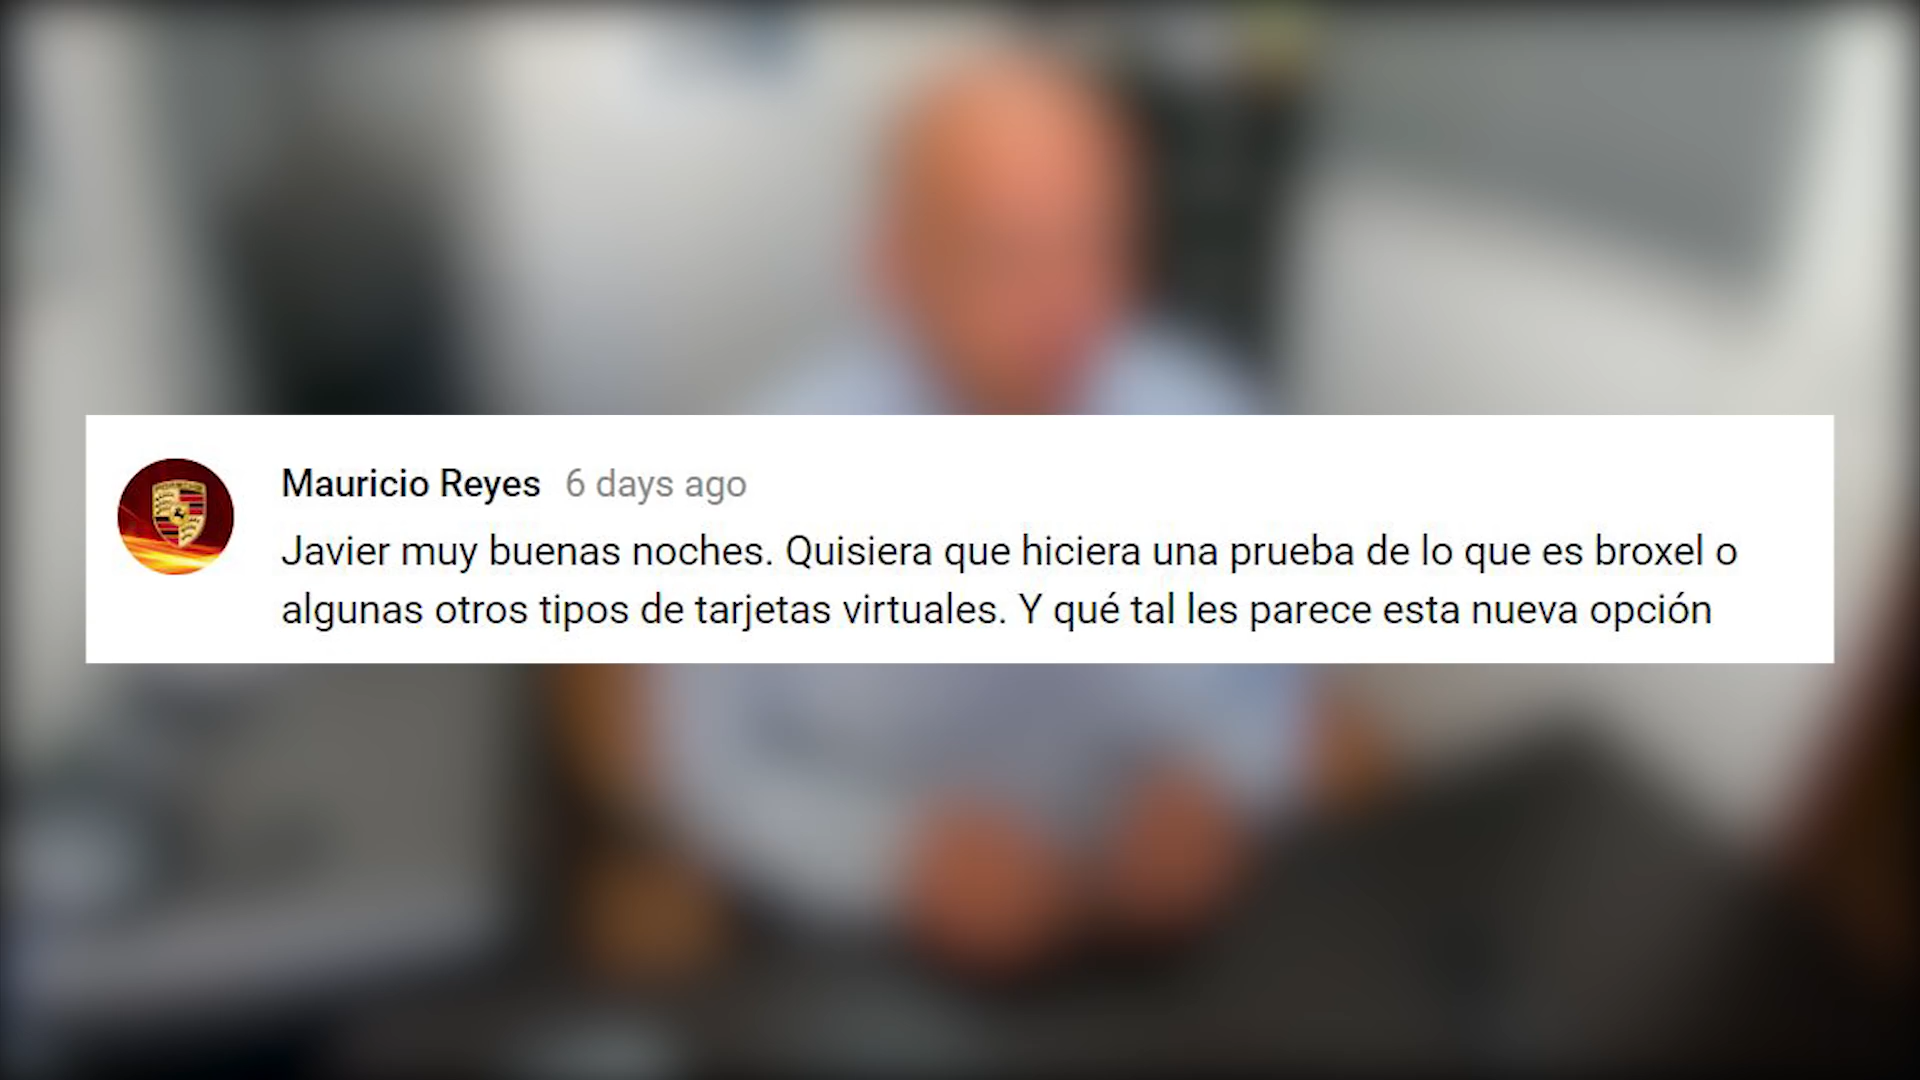 Mauricio Reyes 6 days ago
Javier muy buenas noches. Quisiera que hiciera una prueba de lo que es broxel o
algunas otros tipos de tarjetas virtuales. Y qué tal les parece esta nueva opción